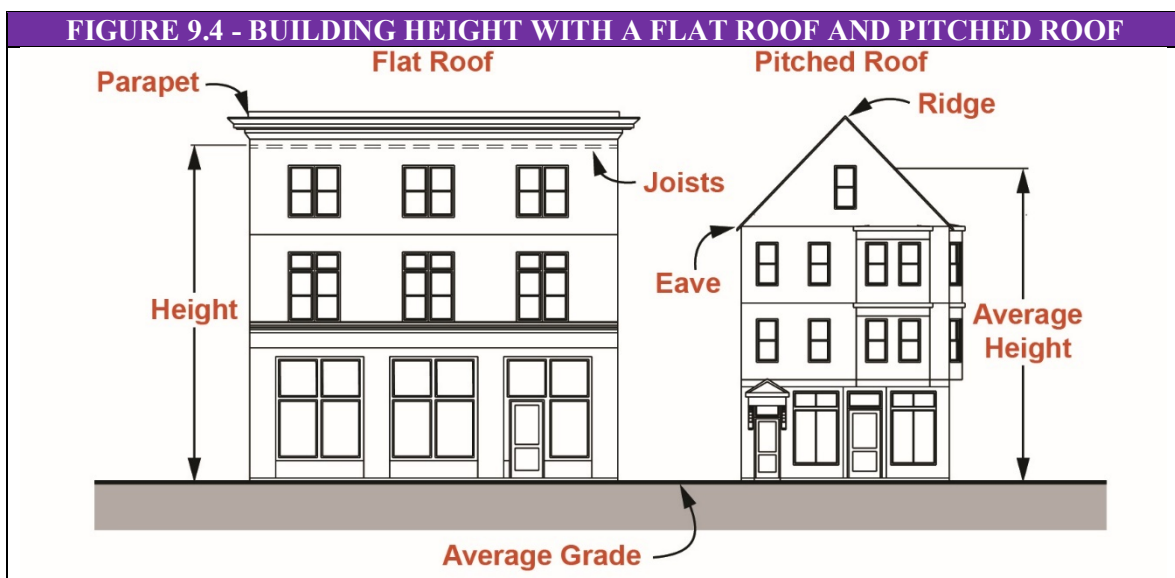 FIGURE 9.4 - BUILDING HEIGHT WITH A FLAT ROOF AND PITCHED ROOF
Flat Roof
Pitched Roof
Parapet
Ridge
Joists
Eave
Height
Average
Height
Average Grade